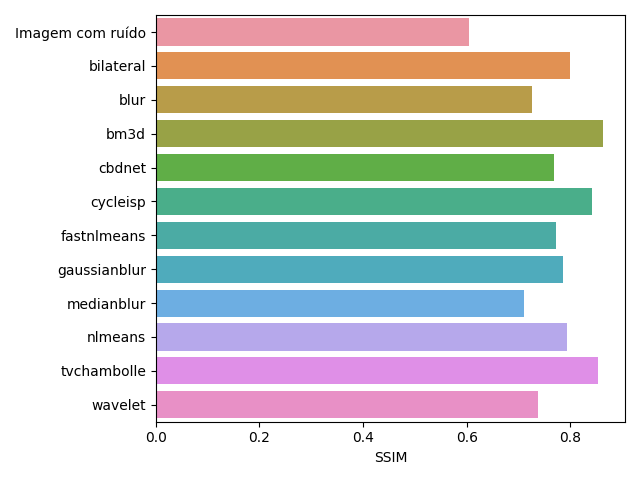 Imagem com ruído
bilateral
blur
bm3d
cbdnet
cycleisp
fastnlmeans
gaussianblur
medianblur
nlmeans
tvchambolle
wavelet
0.0 0.2 0.4 0.6 0.8
SSIM